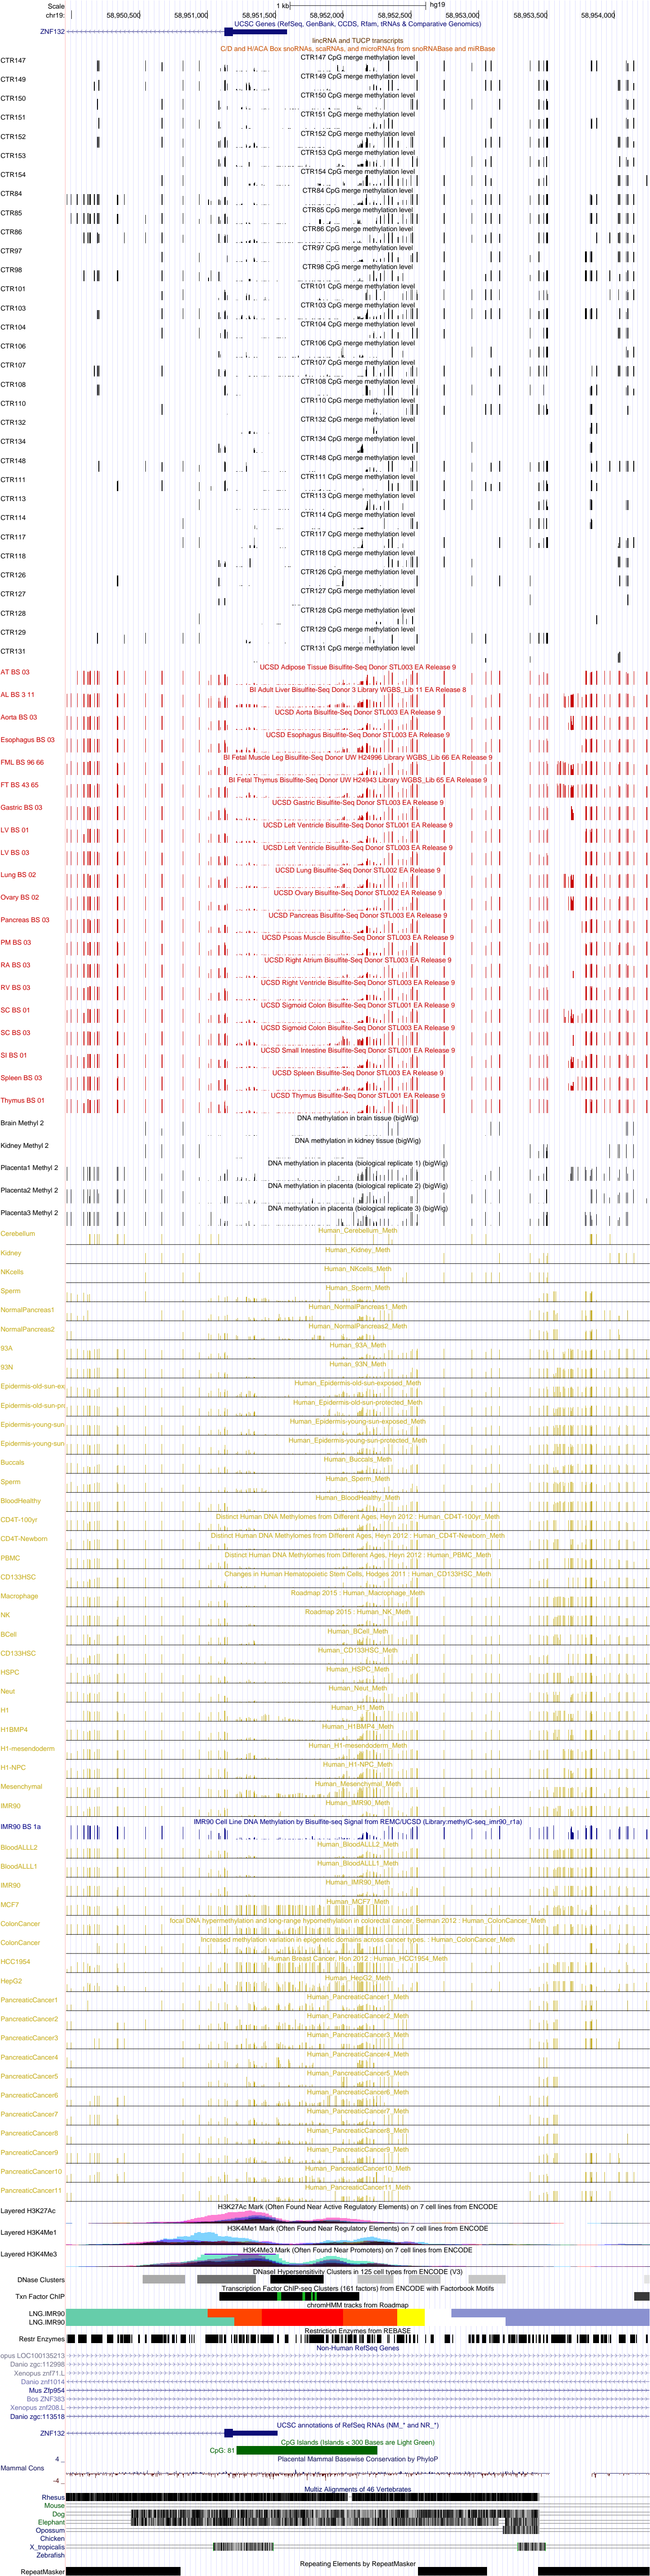 Scale 1 kb hg19
chr19: 58,950,500 58,951,000 58,951,500 58,952,000 58,952,500 58,953,000 58,953,500 58,954,000
UCSC Genes (RefSeq, GenBank, CCDS, Rfam, tRNAs & Comparative Genomics)
ZNF132
lincRNA and TUCP transcripts
C/D and H/ACA Box snoRNAs, scaRNAs, and microRNAs from snoRNABase and miRBase
CTR147 CpG merge methylation level
CTR147
CTR149 CpG merge methylation level
CTR149
CTR150 CpG merge methylation level
CTR150
CTR151 CpG merge methylation level
CTR151
CTR152 CpG merge methylation level
CTR152
CTR153 CpG merge methylation level
CTR153
CTR154 CpG merge methylation level
CTR154
CTR84 CpG merge methylation level
CTR84
CTR85 CpG merge methylation level
CTR85
CTR86 CpG merge methylation level
CTR86
CTR97 CpG merge methylation level
CTR97
CTR98 CpG merge methylation level
CTR98
CTR101 CpG merge methylation level
CTR101
CTR103 CpG merge methylation level
CTR103
CTR104 CpG merge methylation level
CTR104
CTR106 CpG merge methylation level
CTR106
CTR107 CpG merge methylation level
CTR107
CTR108 CpG merge methylation level
CTR108
CTR110 CpG merge methylation level
CTR110
CTR132 CpG merge methylation level
CTR132
CTR134 CpG merge methylation level
CTR134
CTR148 CpG merge methylation level
CTR148
CTR111 CpG merge methylation level
CTR111
CTR113 CpG merge methylation level
CTR113
CTR114 CpG merge methylation level
CTR114
CTR117 CpG merge methylation level
CTR117
CTR118 CpG merge methylation level
CTR118
CTR126 CpG merge methylation level
CTR126
CTR127 CpG merge methylation level
CTR127
CTR128 CpG merge methylation level
CTR128
CTR129 CpG merge methylation level
CTR129
CTR131 CpG merge methylation level
CTR131
UCSD Adipose Tissue Bisulfite-Seq Donor STL003 EA Release 9
AT BS 03
BI Adult Liver Bisulfite-Seq Donor 3 Library WGBS_Lib 11 EA Release 8
AL BS 3 11
UCSD Aorta Bisulfite-Seq Donor STL003 EA Release 9
Aorta BS 03
UCSD Esophagus Bisulfite-Seq Donor STL003 EA Release 9
Esophagus BS 03
BI Fetal Muscle Leg Bisulfite-Seq Donor UW H24996 Library WGBS_Lib 66 EA Release 9
FML BS 96 66
BI Fetal Thymus Bisulfite-Seq Donor UW H24943 Library WGBS_Lib 65 EA Release 9
FT BS 43 65
UCSD Gastric Bisulfite-Seq Donor STL003 EA Release 9
Gastric BS 03
UCSD Left Ventricle Bisulfite-Seq Donor STL001 EA Release 9
LV BS 01
UCSD Left Ventricle Bisulfite-Seq Donor STL003 EA Release 9
LV BS 03
UCSD Lung Bisulfite-Seq Donor STL002 EA Release 9
Lung BS 02
UCSD Ovary Bisulfite-Seq Donor STL002 EA Release 9
Ovary BS 02
UCSD Pancreas Bisulfite-Seq Donor STL003 EA Release 9
Pancreas BS 03
UCSD Psoas Muscle Bisulfite-Seq Donor STL003 EA Release 9
PM BS 03
UCSD Right Atrium Bisulfite-Seq Donor STL003 EA Release 9
RA BS 03
UCSD Right Ventricle Bisulfite-Seq Donor STL003 EA Release 9
RV BS 03
UCSD Sigmoid Colon Bisulfite-Seq Donor STL001 EA Release 9
SC BS 01
UCSD Sigmoid Colon Bisulfite-Seq Donor STL003 EA Release 9
SC BS 03
UCSD Small Intestine Bisulfite-Seq Donor STL001 EA Release 9
SI BS 01
UCSD Spleen Bisulfite-Seq Donor STL003 EA Release 9
Spleen BS 03
UCSD Thymus Bisulfite-Seq Donor STL001 EA Release 9
Thymus BS 01
DNA methylation in brain tissue (bigWig)
Brain Methyl 2
DNA methylation in kidney tissue (bigWig)
Kidney Methyl 2
DNA methylation in placenta (biological replicate 1) (bigWig)
Placenta1 Methyl 2
DNA methylation in placenta (biological replicate 2) (bigWig)
Placenta2 Methyl 2
DNA methylation in placenta (biological replicate 3) (bigWig)
Placenta3 Methyl 2
Human_Cerebellum_Meth
Cerebellum
Human_Kidney_Meth
Kidney
Human_NKcells_Meth
NKcells
Human_Sperm_Meth
Sperm
Human_NormalPancreas1_Meth
NormalPancreas1
Human_NormalPancreas2_Meth
NormalPancreas2
Human_93A_Meth
93A
Human_93N_Meth
93N
Human_Epidermis-old-sun-exposed_Meth
Epidermis-old-sun-ex
Human_Epidermis-old-sun-protected_Meth
Epidermis-old-sun-pr
Human_Epidermis-young-sun-exposed_Meth
Epidermis-young-sun
Human_Epidermis-young-sun-protected_Meth
Epidermis-young-sun
Human_Buccals_Meth
Buccals
Human_Sperm_Meth
Sperm
Human_BloodHealthy_Meth
BloodHealthy
Distinct Human DNA Methylomes from Different Ages, Heyn 2012 : Human_CD4T-100yr_Meth
CD4T-100yr
Distinct Human DNA Methylomes from Different Ages, Heyn 2012 : Human_CD4T-Newborn_Meth
CD4T-Newborn
Distinct Human DNA Methylomes from Different Ages, Heyn 2012 : Human_PBMC_Meth
PBMC
Changes in Human Hematopoietic Stem Cells, Hodges 2011 : Human_CD133HSC_Meth
CD133HSC
Roadmap 2015 : Human_Macrophage_Meth
Macrophage
Roadmap 2015 : Human_NK_Meth
NK
Human_BCell_Meth
BCell
Human_CD133HSC_Meth
CD133HSC
Human_HSPC_Meth
HSPC
Human_Neut_Meth
Neut
Human_H1_Meth
H1
Human_H1BMP4_Meth
H1BMP4
Human_H1-mesendoderm_Meth
H1-mesendoderm
Human_H1-NPC_Meth
H1-NPC
Human_Mesenchymal_Meth
Mesenchymal
Human_IMR90_Meth
IMR90
IMR90 Cell Line DNA Methylation by Bisulfite-seq Signal from REMC/UCSD (Library:methylC-seq_imr90_r1a)
IMR90 BS 1a
Human_BloodALLL2_Meth
BloodALLL2
Human_BloodALLL1_Meth
BloodALLL1
Human_IMR90_Meth
IMR90
Human_MCF7_Meth
MCF7
focal DNA hypermethylation and long-range hypomethylation in colorectal cancer, Berman 2012 : Human_ColonCancer_Meth
ColonCancer
Increased methylation variation in epigenetic domains across cancer types. : Human_ColonCancer_Meth
ColonCancer
Human Breast Cancer, Hon 2012 : Human_HCC1954_Meth
HCC1954
Human_HepG2_Meth
HepG2
Human_PancreaticCancer1_Meth
PancreaticCancer1
Human_PancreaticCancer2_Meth
PancreaticCancer2
Human_PancreaticCancer3_Meth
PancreaticCancer3
Human_PancreaticCancer4_Meth
PancreaticCancer4
Human_PancreaticCancer5_Meth
PancreaticCancer5
Human_PancreaticCancer6_Meth
PancreaticCancer6
Human_PancreaticCancer7_Meth
PancreaticCancer7
Human_PancreaticCancer8_Meth
PancreaticCancer8
Human_PancreaticCancer9_Meth
PancreaticCancer9
Human_PancreaticCancer10_Meth
PancreaticCancer10
Human_PancreaticCancer11_Meth
PancreaticCancer11
H3K27Ac Mark (Often Found Near Active Regulatory Elements) on 7 cell lines from ENCODE
Layered H3K27Ac
H3K4Me1 Mark (Often Found Near Regulatory Elements) on 7 cell lines from ENCODE
Layered H3K4Me1
H3K4Me3 Mark (Often Found Near Promoters) on 7 cell lines from ENCODE
Layered H3K4Me3
DNaseI Hypersensitivity Clusters in 125 cell types from ENCODE (V3)
DNase Clusters
Transcription Factor ChIP-seq Clusters (161 factors) from ENCODE with Factorbook Motifs
Txn Factor ChIP
chromHMM tracks from Roadmap
LNG.IMR90
LNG.IMR90
Restriction Enzymes from REBASE
Restr Enzymes
Non-Human RefSeq Genes
opus LOC100135213
Danio zgc:112998
Xenopus znf71.L
Danio znf1014
Mus Zfp954
Bos ZNF383
Xenopus znf208.L
Danio zgc:113518
UCSC annotations of RefSeq RNAs (NM_* and NR_*)
ZNF132
CpG Islands (Islands < 300 Bases are Light Green)
CpG: 81
Placental Mammal Basewise Conservation by PhyloP
4 _
Mammal Cons
-4 _
Multiz Alignments of 46 Vertebrates
Rhesus
Mouse
Dog
Elephant
Opossum
Chicken
X_tropicalis
Zebrafish
Repeating Elements by RepeatMasker
RepeatMasker